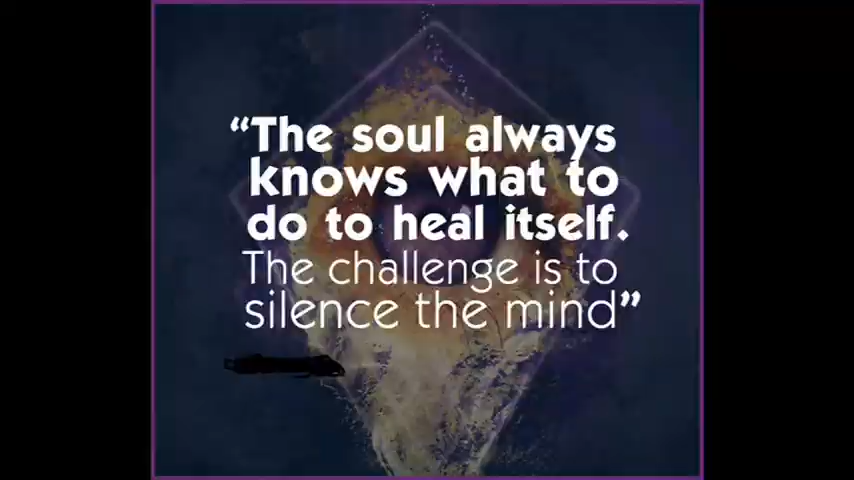 “The soul always
knows what to
do to heal itself.
The challenge is to
silence the mind”